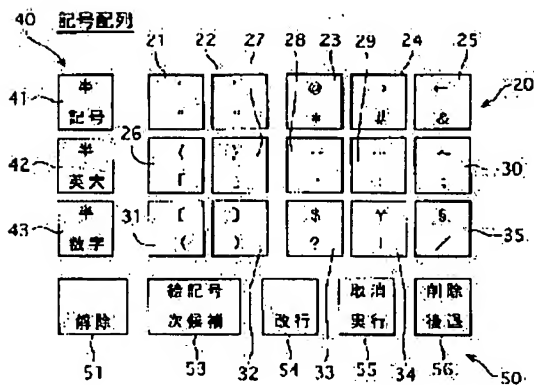 記号配列
40 21 22 27 28 23 29 24 25
半 @ ← 20
41 記号 * # &
半 {
42 26 30
英大 「 ;
半 [ ] $ ¥ §
43 31 35
数字 ( ) ? | /
絵記号 取消 削除
解除 次候補 改行 実行 後退
51 53 32 54 33 55 34 56 50